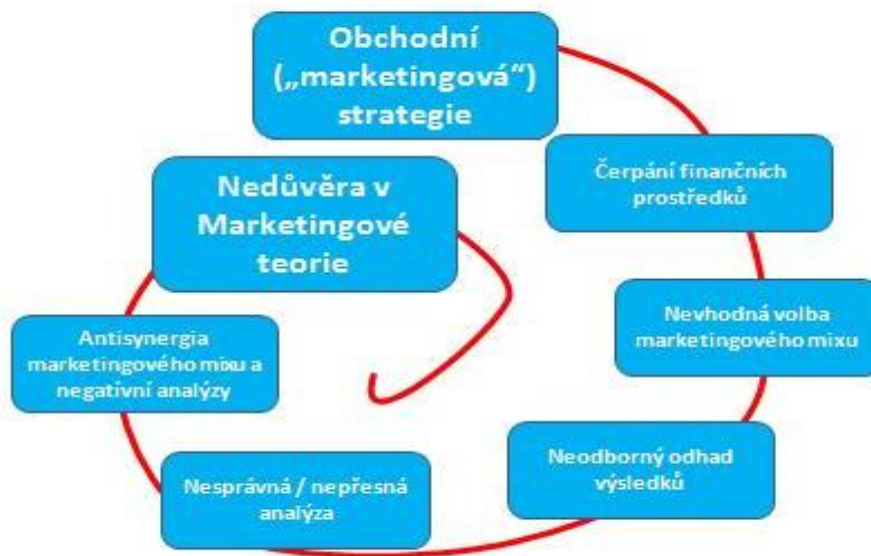 Obchodní
(„marketingová“)
strategie
Čerpání finančních
prostředků
Nevhodná volba
marketingového mixu
Neodborný odhad
výsledků
Nesprávná / nepřesná
analýza
Antisynergia
marketingového mixu a
negativní analýzy
Nedůvěra v
Marketingové
teorie